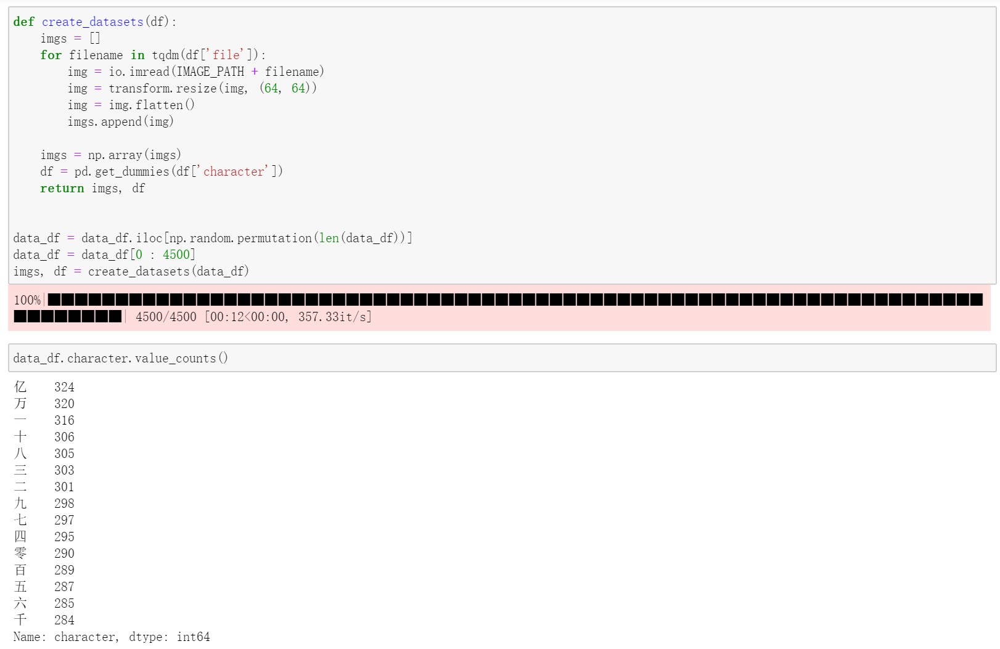 def create_datasets(df):
    imgs = []
    for filename in tqdm(df['file']):
        img = io.imread(IMAGE_PATH + filename)
        img = transform.resize(img, (64, 64))
        img = img.flatten()
        imgs.append(img)
    imgs = np.array(imgs)
    df = pd.get_dummies(df['character'])
    return imgs, df
data_df = data_df.iloc[np.random.permutation(len(data_df))]
data_df = data_df[0 : 4500]
imgs, df = create_datasets(data_df)
100%|
| 4500/4500 [00:12<00:00, 357.33it/s]
data_df.character.value_counts()
亿    324
万    320
一    316
十    306
八    305
三    303
二    301
九    298
七    297
四    295
零    290
百    289
五    287
六    285
千    284
Name: character, dtype: int64